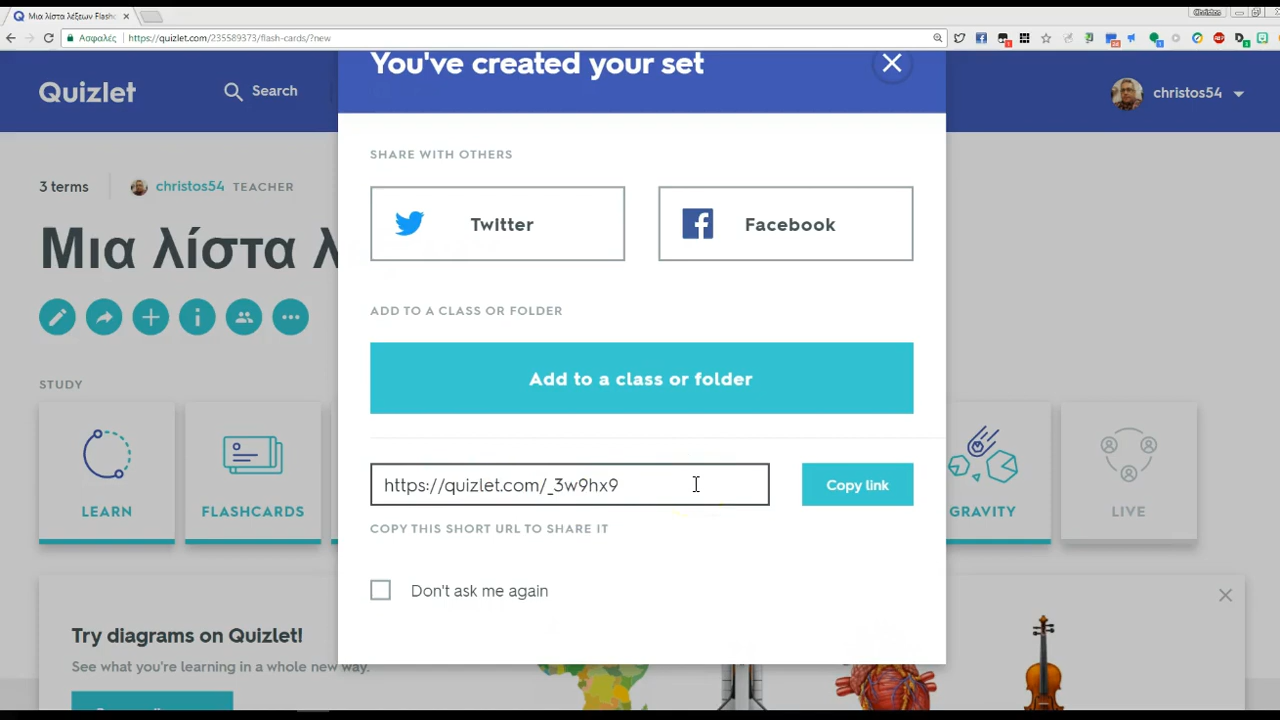 Μια λίστα λέξεων Flash
Christos
Ασφαλές
https://quizlet.com/235589373/flash-cards/?new
You've created your set
Quizlet
Search
christos54
SHARE WITH OTHERS
3 terms
christos54 TEACHER
Twitter
Facebook
Μια λίστα λ
ADD TO A CLASS OR FOLDER
Add to a class or folder
STUDY
https://quizlet.com/_3w9hx9
Copy link
LEARN
FLASHCARDS
GRAVITY
LIVE
COPY THIS SHORT URL TO SHARE IT
Don't ask me again
Try diagrams on Quizlet!
See what you're learning in a whole new way.